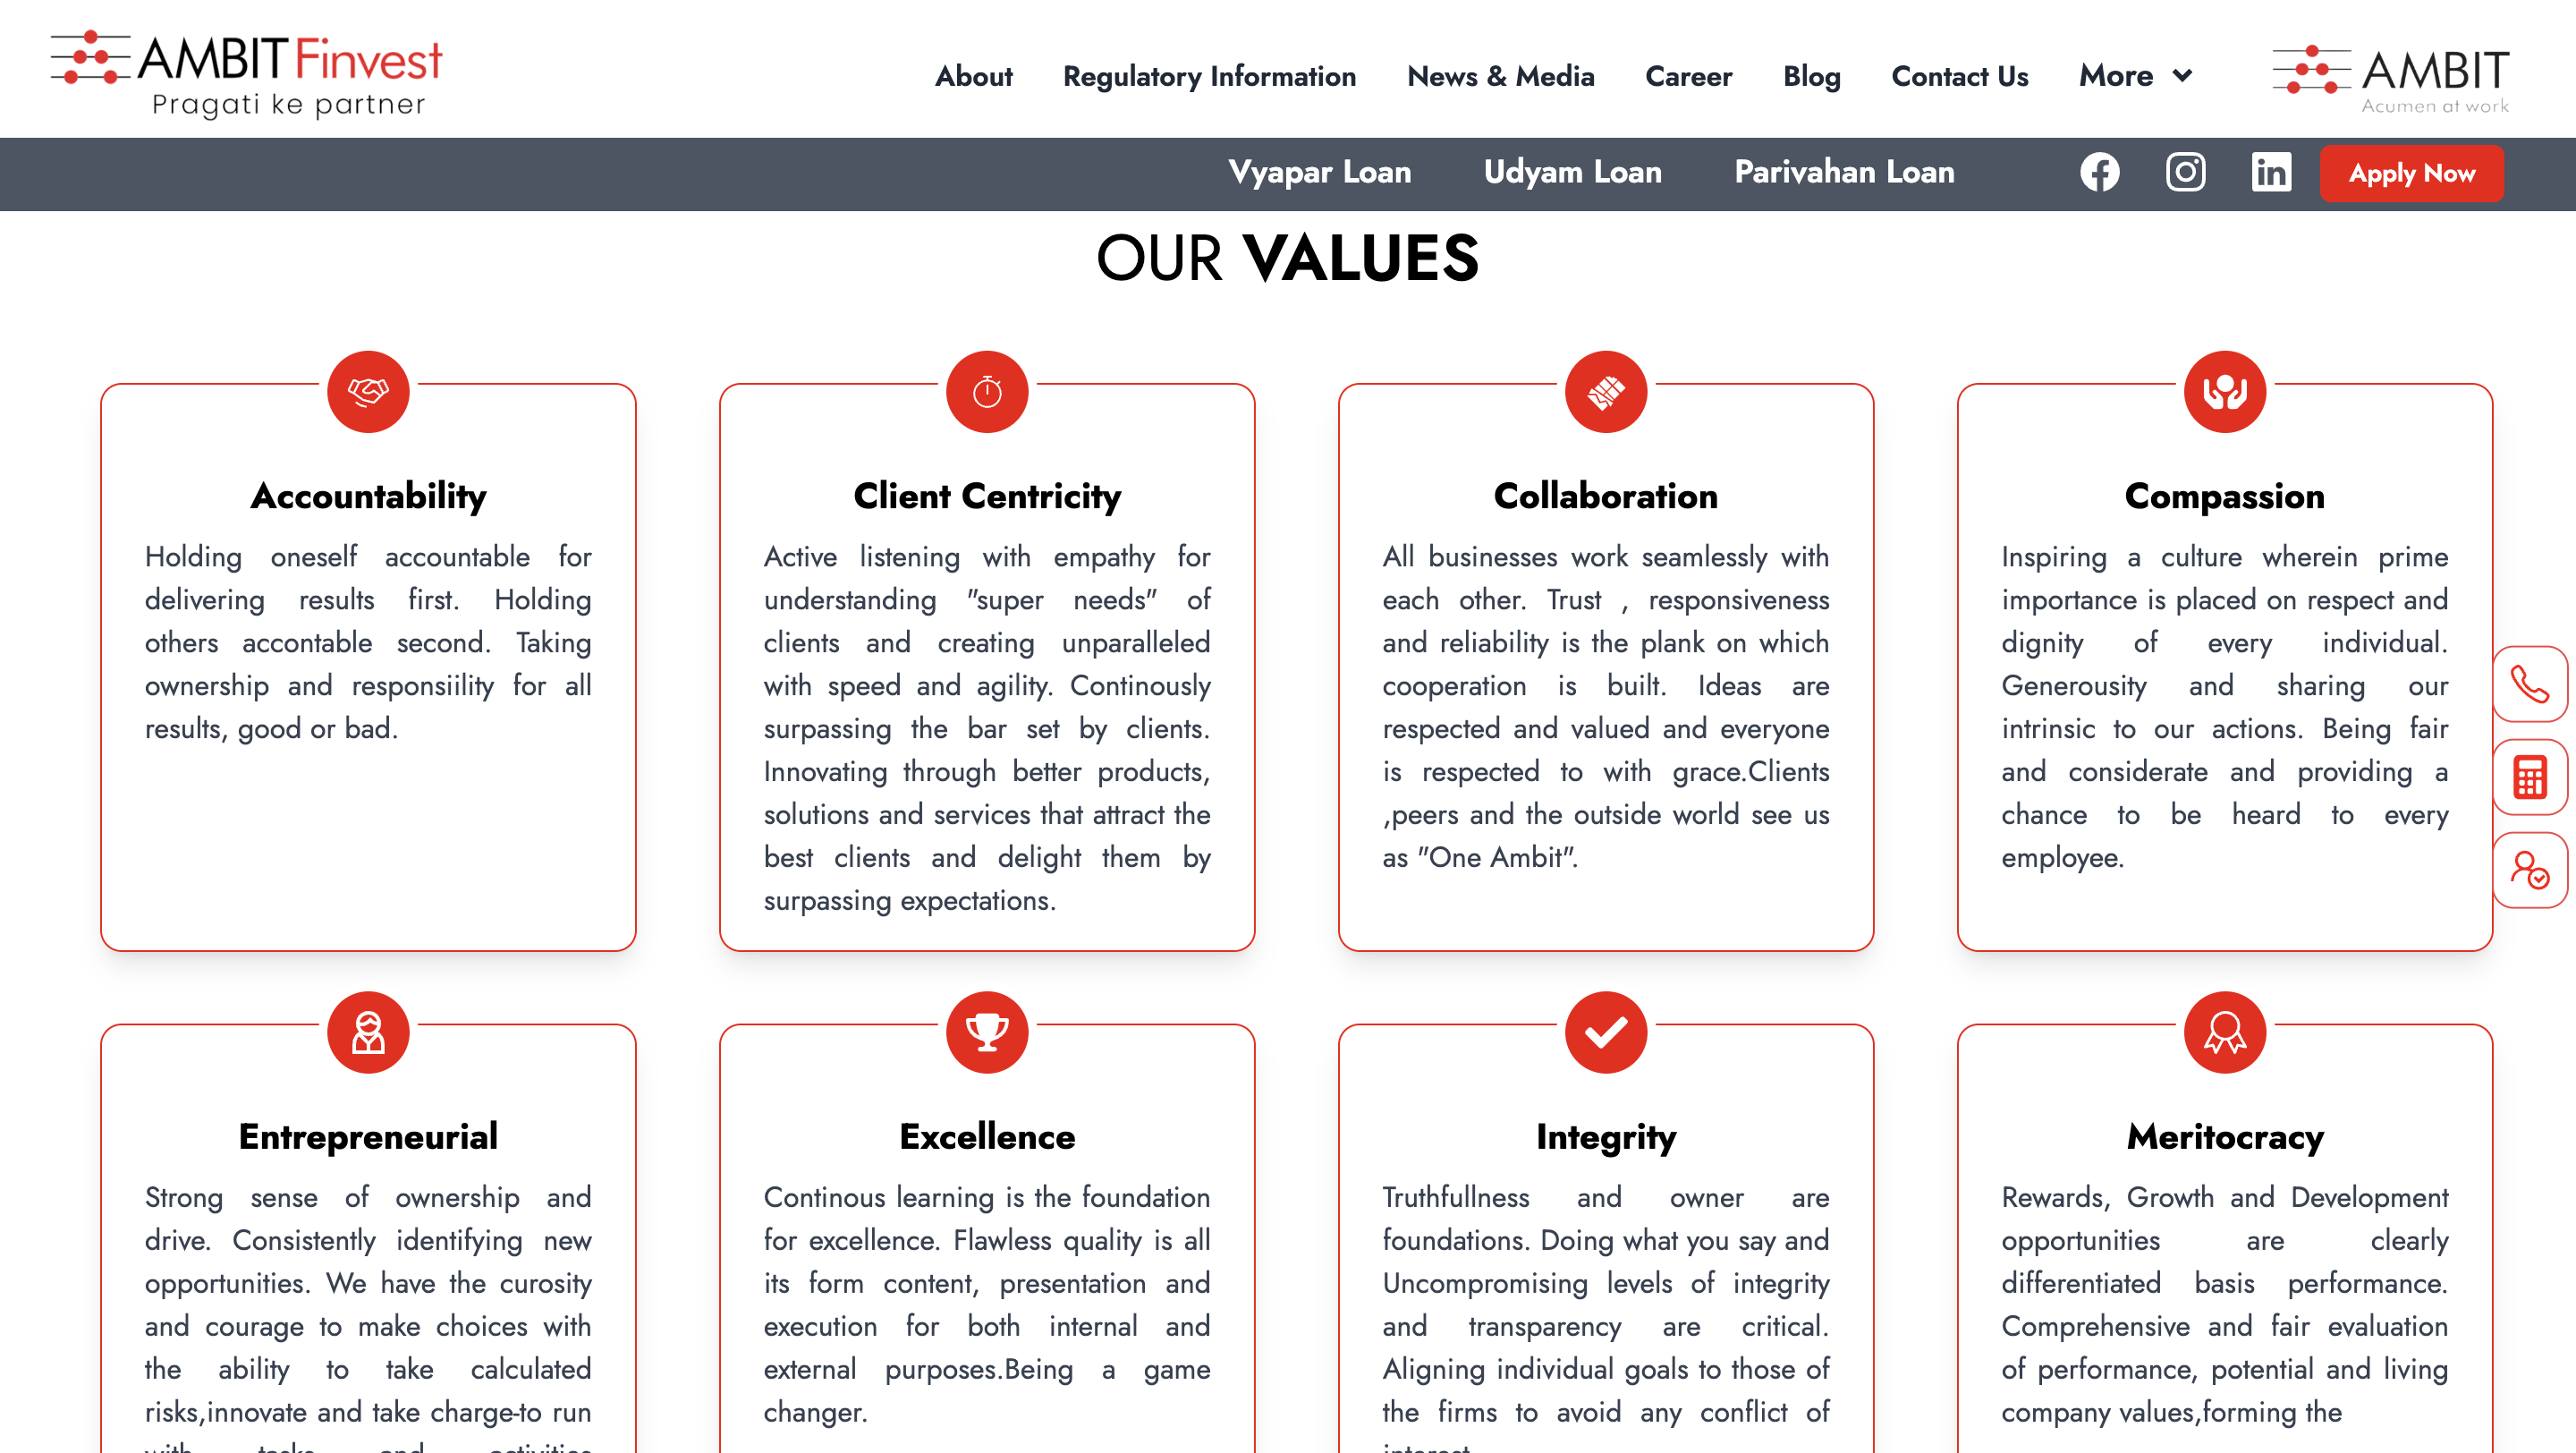 AMBIT Finvest
Pragati ke partner
About Regulatory Information News & Media Career Blog Contact Us More
AMBIT
Acumen at work
Vyapar Loan Udyam Loan Parivahan Loan Apply Now
OUR VALUES
Accountability
Holding oneself accountable for
delivering results first. Holding
others accontable second. Taking
ownership and responsiility for all
results, good or bad.
Client Centricity
Active listening with empathy for
understanding "super needs" of
clients and creating unparalleled
with speed and agility. Continously
surpassing the bar set by clients.
Innovating through better products,
solutions and services that attract the
best clients and delight them by
surpassing expectations.
Collaboration
All businesses work seamlessly with
each other. Trust , responsiveness
and reliability is the plank on which
cooperation is built. Ideas are
respected and valued and everyone
is respected to with grace.Clients
,peers and the outside world see us
as "One Ambit".
Compassion
Inspiring a culture wherein prime
importance is placed on respect and
dignity of every individual.
Generousity and sharing our
intrinsic to our actions. Being fair
and considerate and providing a
chance to be heard to every
employee.
Entrepreneurial
Strong sense of ownership and
drive. Consistently identifying new
opportunities. We have the curosity
and courage to make choices with
the ability to take calculated
risks,innovate and take charge-to run
with tasks and activities
Excellence
Continous learning is the foundation
for excellence. Flawless quality is all
its form content, presentation and
execution for both internal and
external purposes.Being a game
changer.
Integrity
Truthfullness and owner are
foundations. Doing what you say and
Uncompromising levels of integrity
and transparency are critical.
Aligning individual goals to those of
the firms to avoid any conflict of
interest
Meritocracy
Rewards, Growth and Development
opportunities are clearly
differentiated basis performance.
Comprehensive and fair evaluation
of performance, potential and living
company values,forming the